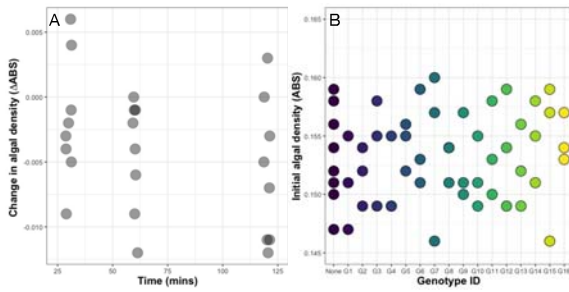 A
0.005
0.000
-0.005
-0.010
Change in algal density (ΔABS)
25
50
75
100
125
Time (mins)
B
0.165
0.160
0.155
0.150
0.145
Initial algal density (ABS)
None G1 G2 G3 G4 G5 G6 G7 G8 G9 G10 G11 G12 G13 G14 G15 G16
Genotype ID